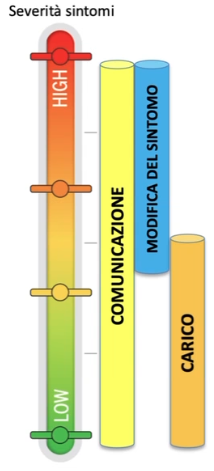 Severità sintomi
HIGH
LOW
COMUNICAZIONE
MODIFICA DEL SINTOMO
CARICO